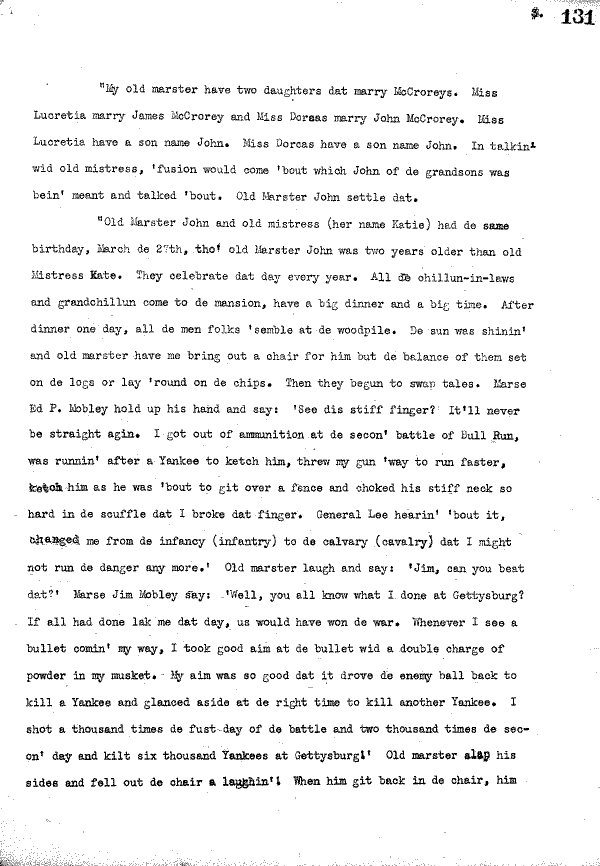 3. 131
"My old marster have two daughters dat marry McCroreys. Miss
Lucretia marry James McCrorey and Miss Dorcas marry John McCrorey. Miss
Lucretia have a son name John. Miss Dorcas have a son name John. In talkin'
wid old mistress, 'fusion would come 'bout which John of de grandsons was
bein' meant and talked 'bout. Old Marster John settle dat.
"Old Marster John and old mistress (her name Katie) had de same
birthday, March de 27th, tho' old Marster John was two years older than old
Mistress Kate. They celebrate dat day every year. All de chillun-in-laws
and grandchillun come to de mansion, have a big dinner and a big time. After
dinner one day, all de men folks 'semble at de woodpile. De sun was shinin'
and old marster have me bring out a chair for him but de balance of them set
on de logs or lay 'round on de chips. Then they begun to swap tales. Marse
Ed P. Mobley hold up his hand and say: 'See dis stiff finger? It'll never
be straight agin. I got out of ammunition at de secon' battle of Bull Run,
was runnin' after a Yankee to ketch him, threw my gun 'way to run faster,
ketch him as he was 'bout to git over a fence and choked his stiff neck so
hard in de scuffle dat I broke dat finger. General Lee hearin' 'bout it,
changed me from de infancy (infantry) to de calvary (cavalry) dat I might
not run de danger any more.' Old marster laugh and say: 'Jim, can you beat
dat?' Marse Jim Mobley say: 'Well, you all know what I done at Gettysburg?
If all had done lak me dat day, us would have won de war. Whenever I see a
bullet comin' my way, I took good aim at de bullet wid a double charge of
powder in my musket. My aim was so good dat it drove de enemy ball back to
kill a Yankee and glanced aside at de right time to kill another Yankee. I
shot a thousand times de fust day of de battle and two thousand times de sec-
on' day and kilt six thousand Yankees at Gettysburg!' Old marster slap his
sides and fell out de chair a laughin'! When him git back in de chair, him